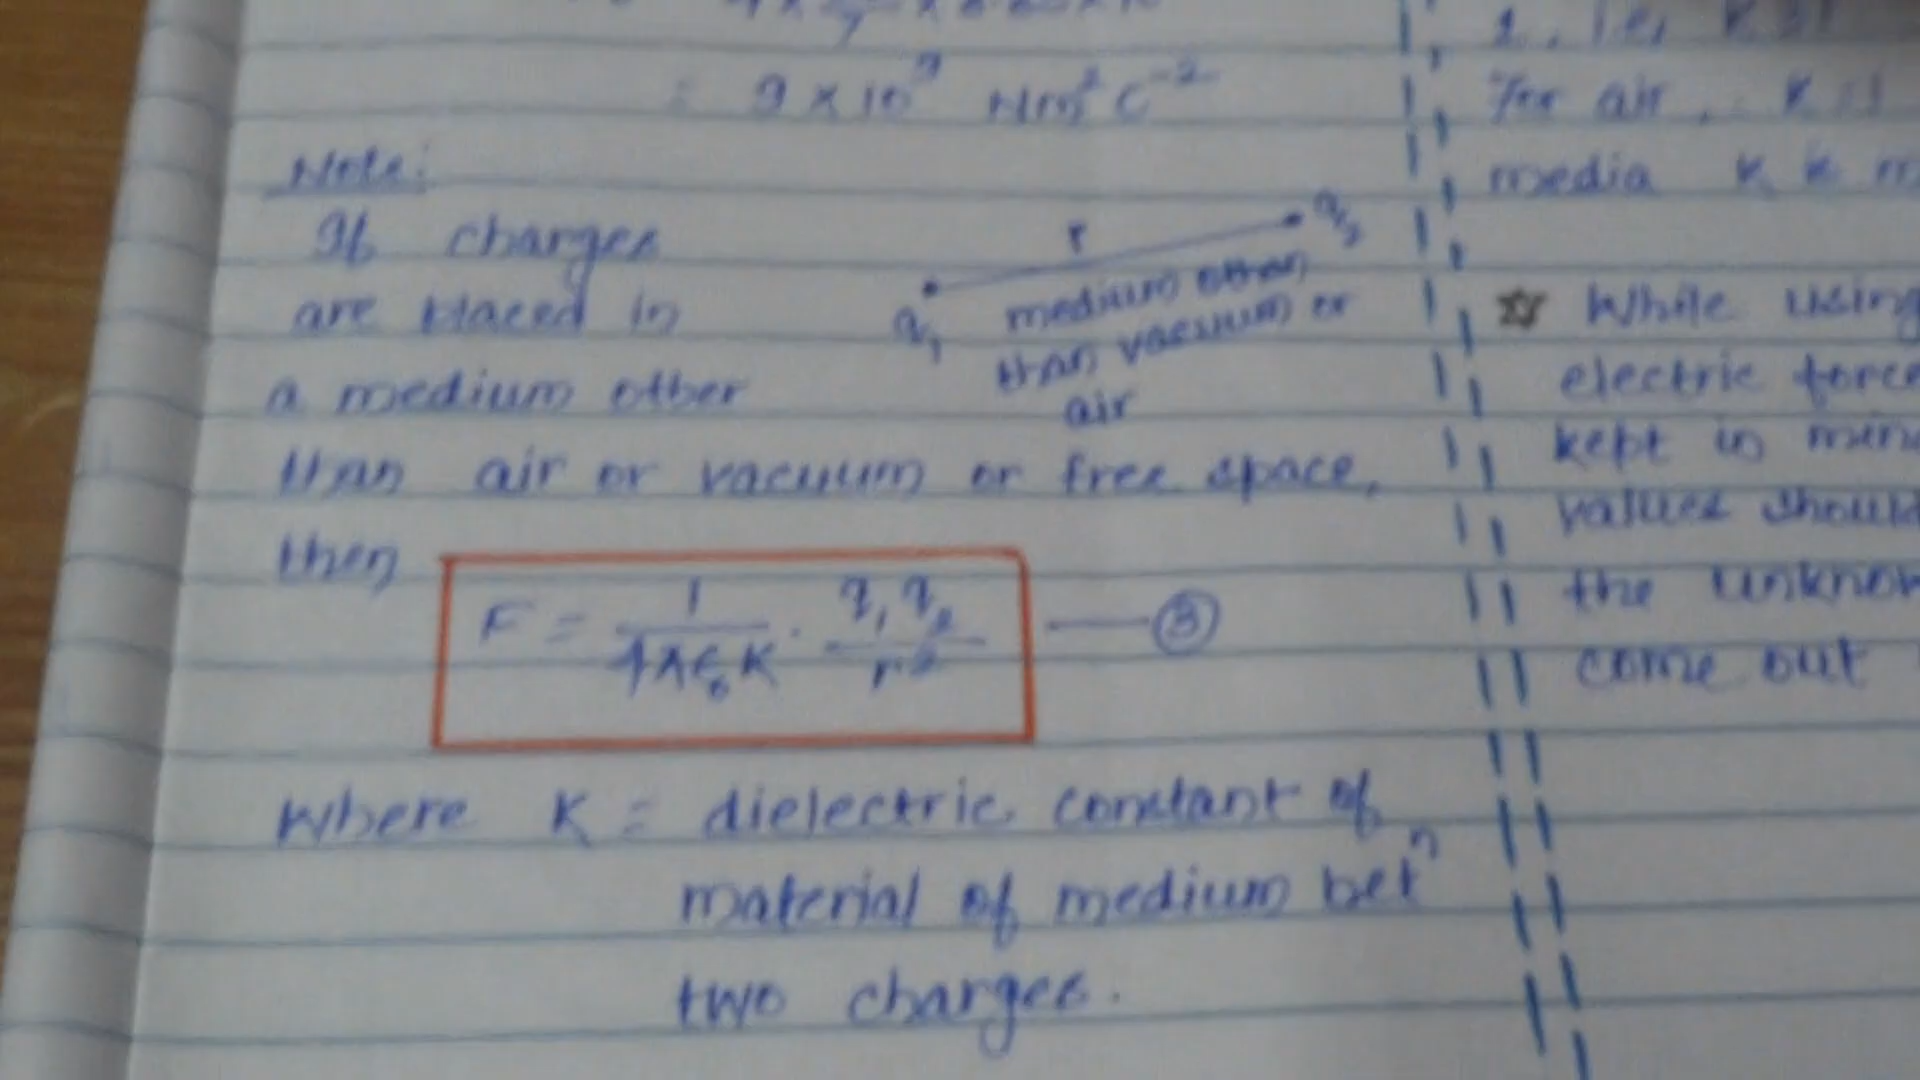 = 9 × 10⁹ Nm² C⁻²
Note:
If charges
are placed in
a medium other
than air or vacuum or free space,
then
F = 1/4πε₀K · q₁q₂/r² —— ③
Where K = dielectric constant of
material of medium betⁿ
two charges.
r
q₂
q₁
medium other
than vacuum or
air
For air, K =1
media K
☆ While using
electric force
kept in
values should
the
come out